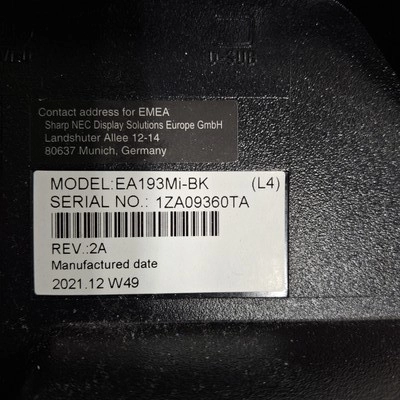 D-SUB
Contact address for EMEA
Sharp NEC Display Solutions Europe GmbH
Landshuter Allee 12-14
80637 Munich, Germany
MODEL:EA193Mi-BK (L4)
SERIAL NO.: 1ZA09360TA
REV.:2A
Manufactured date
2021.12 W49